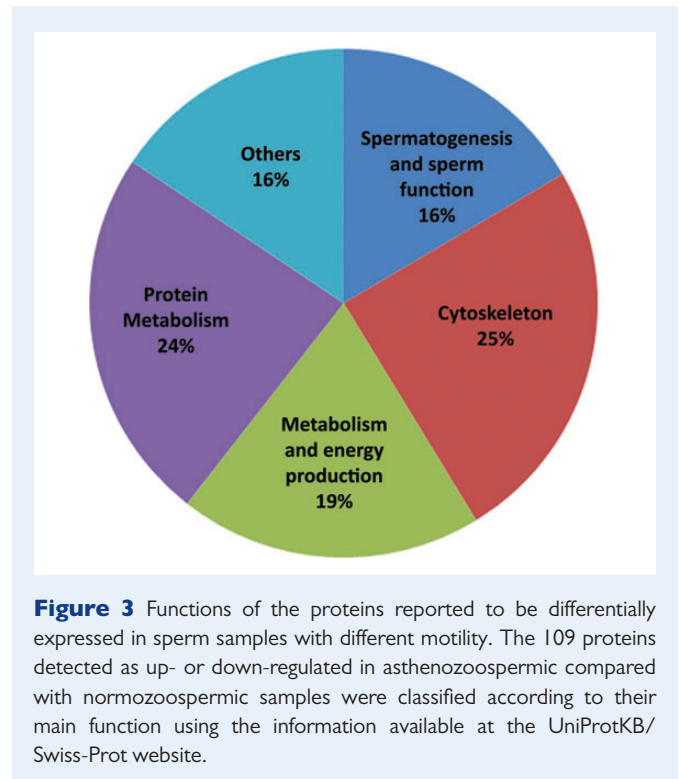 Others
16%
Spermatogenesis
and sperm
function
16%
Cytoskeleton
25%
Metabolism
and energy
production
19%
Protein
Metabolism
24%
Figure 3 Functions of the proteins reported to be differentially
expressed in sperm samples with different motility. The 109 proteins
detected as up- or down-regulated in asthenozoospermic compared
with normozoospermic samples were classified according to their
main function using the information available at the UniProtKB/
Swiss-Prot website.